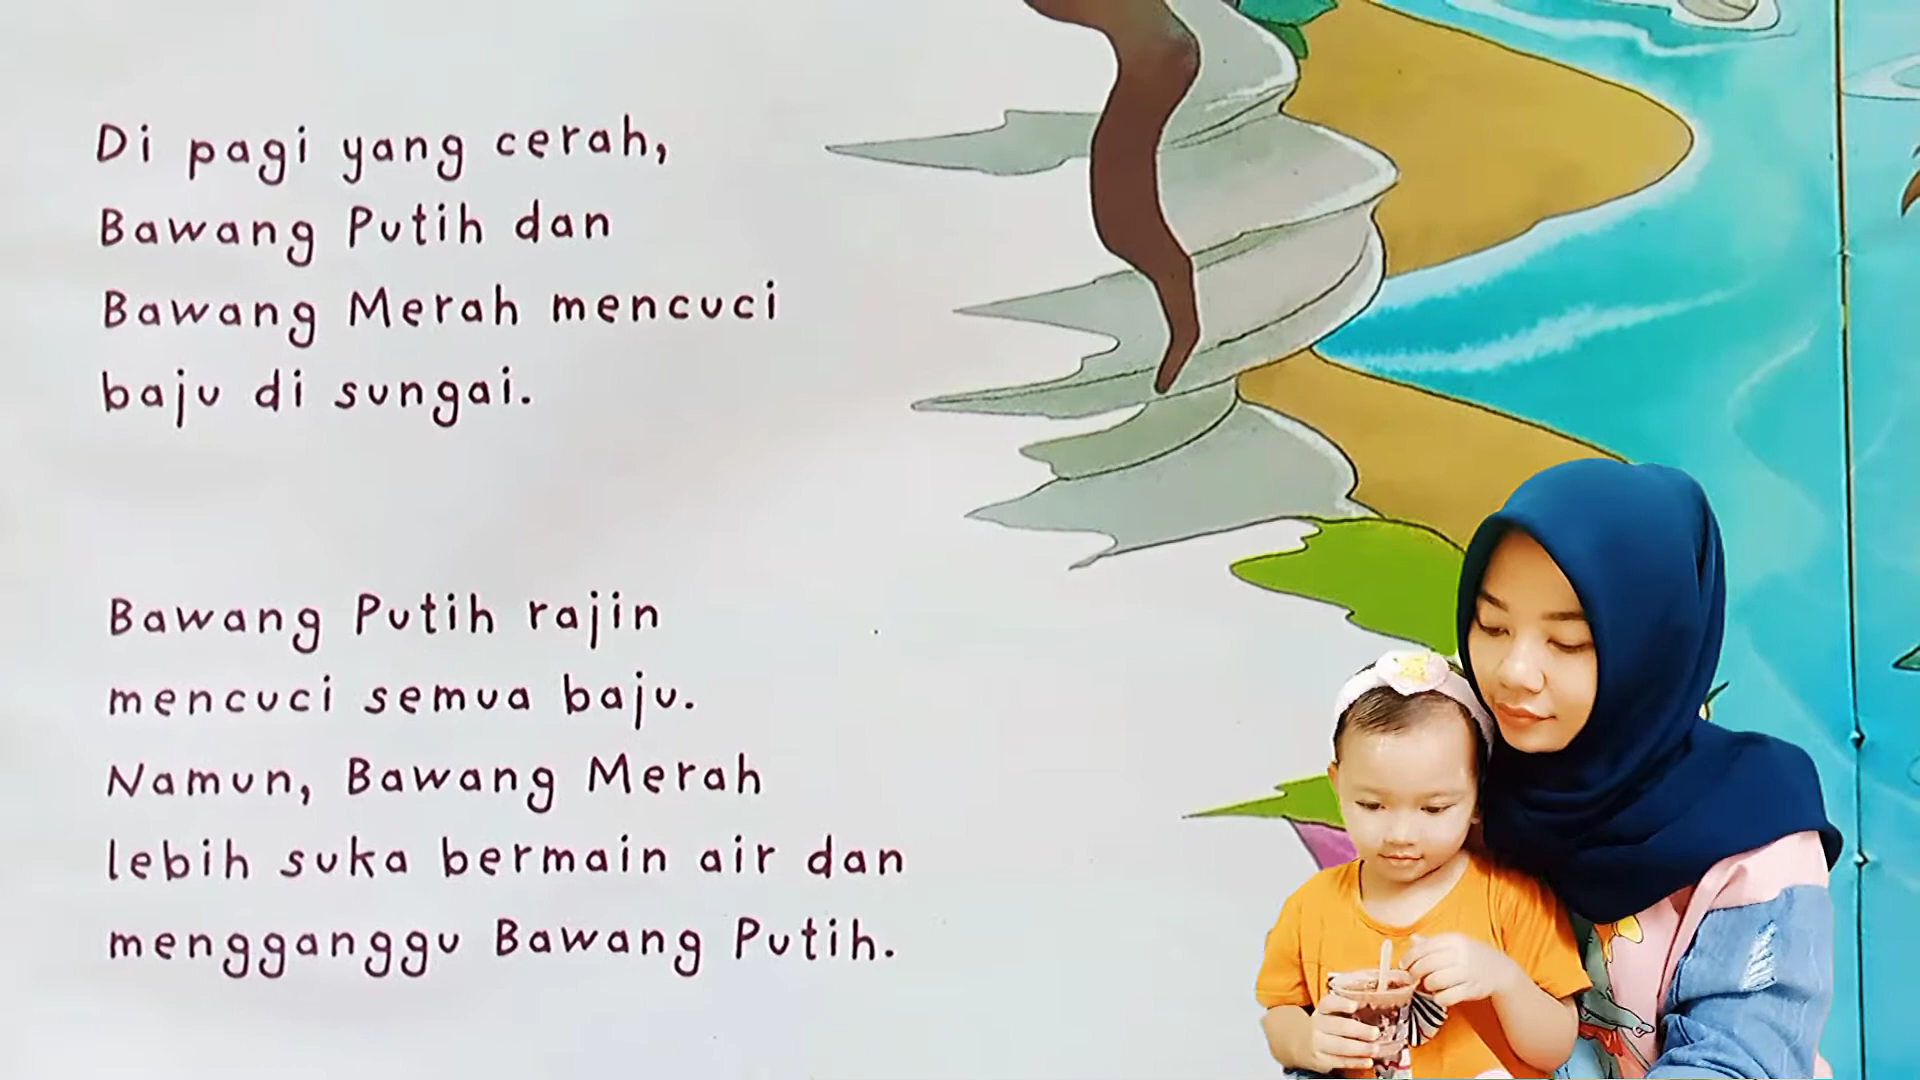 Di pagi yang cerah,
Bawang Putih dan
Bawang Merah mencuci
baju di sungai.
Bawang Putih rajin
mencuci semua baju.
Namun, Bawang Merah
lebih suka bermain air dan
mengganggu Bawang Putih.